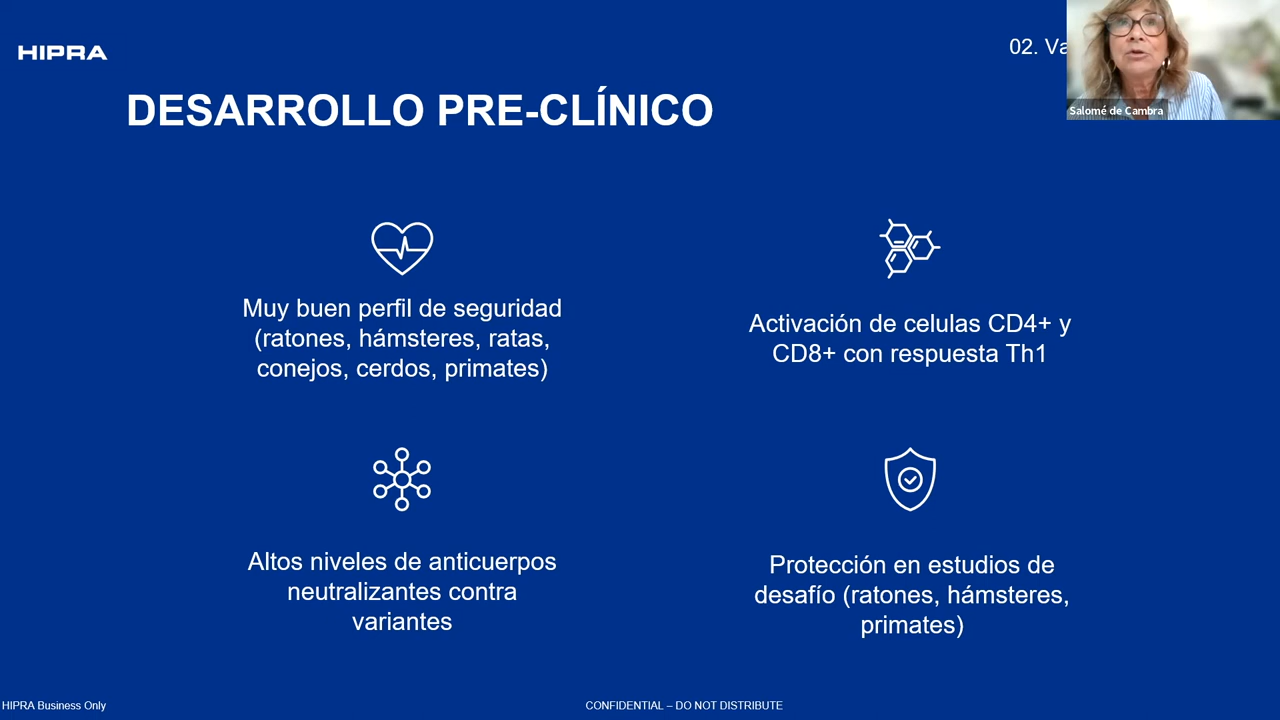 HIPRA
02. Va
Salomé de Cambra
DESARROLLO PRE-CLÍNICO
Muy buen perfil de seguridad
(ratones, hámsteres, ratas,
conejos, cerdos, primates)
Activación de celulas CD4+ y
CD8+ con respuesta Th1
Altos niveles de anticuerpos
neutralizantes contra
variantes
Protección en estudios de
desafío (ratones, hámsteres,
primates)
HIPRA Business Only
CONFIDENTIAL – DO NOT DISTRIBUTE